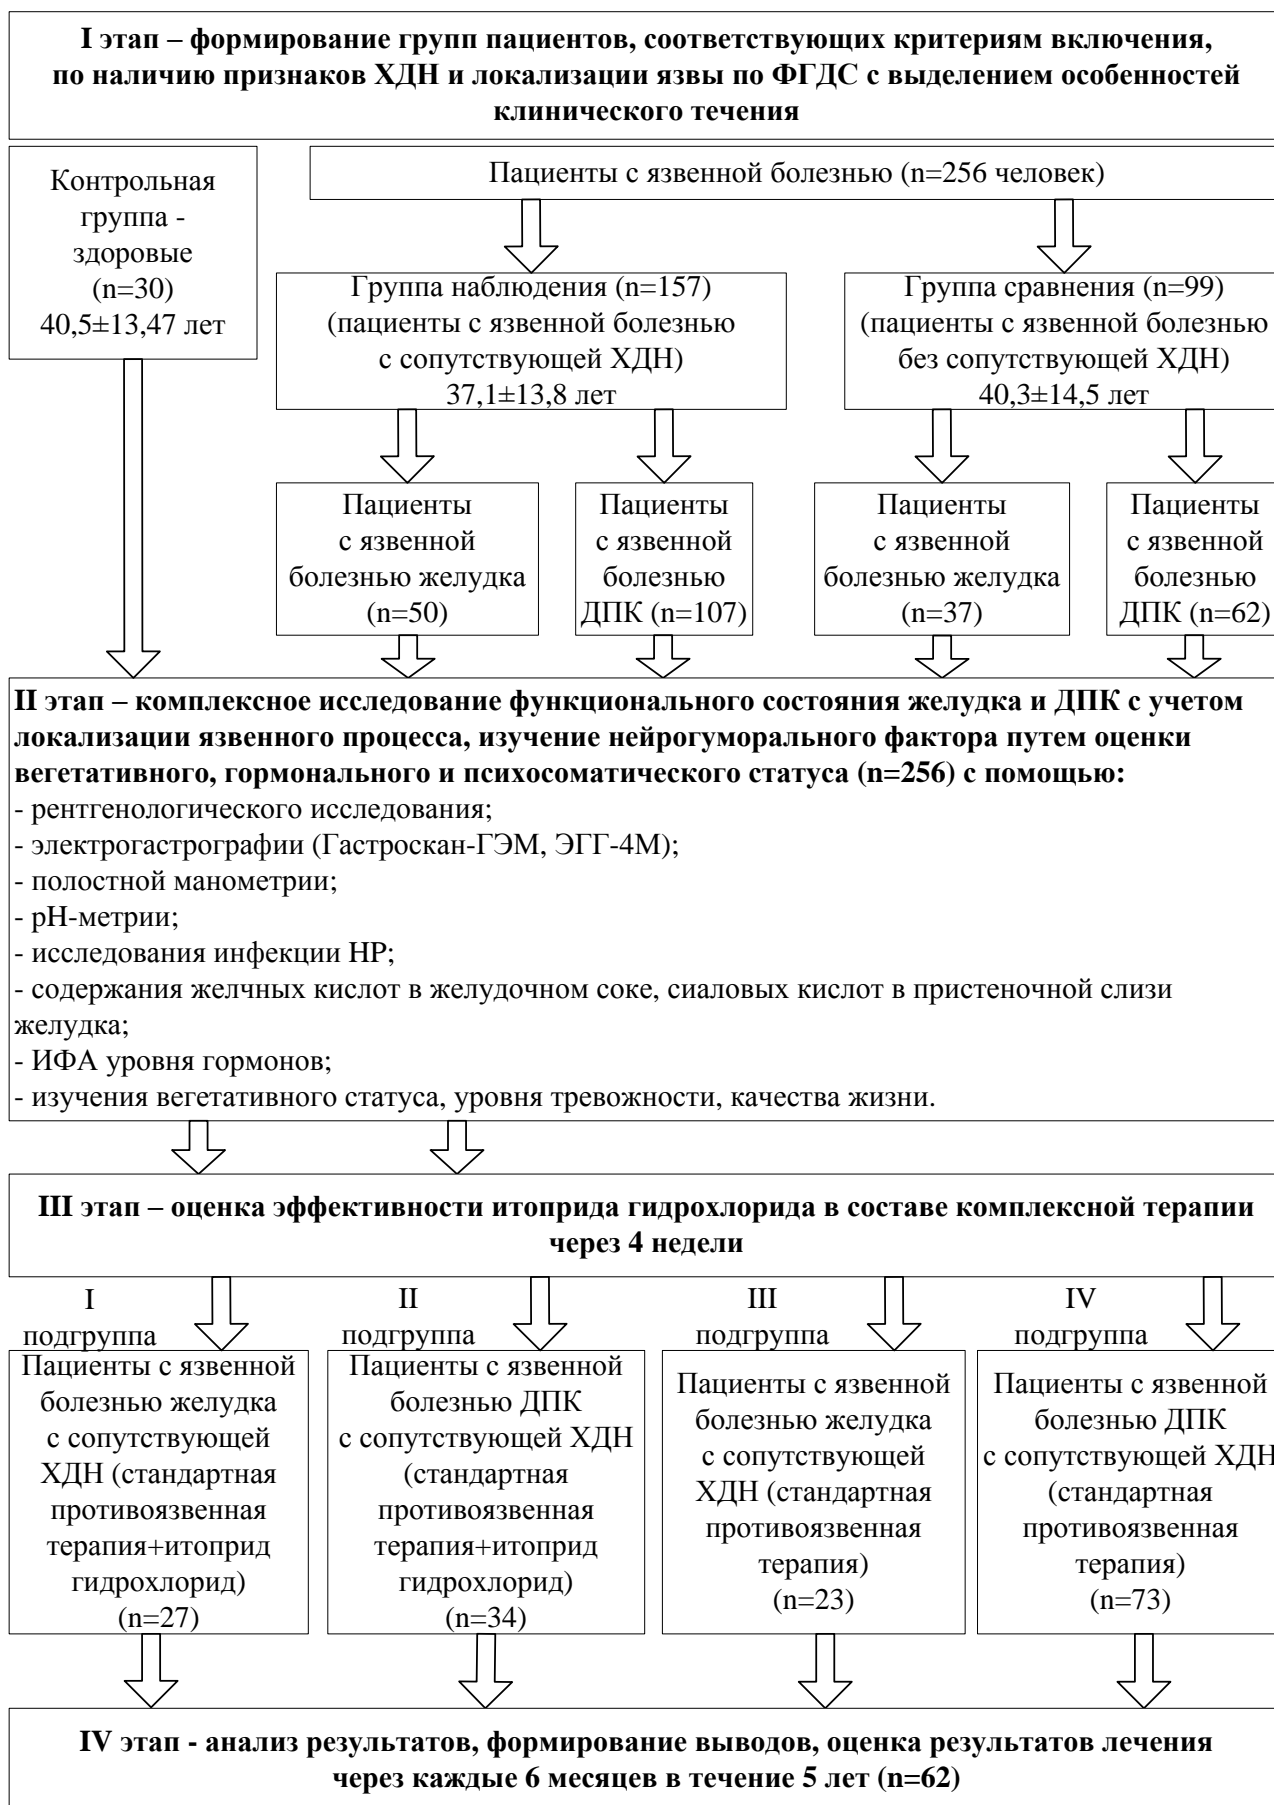 I этап – формирование групп пациентов, соответствующих критериям включения,
по наличию признаков ХДН и локализации язвы по ФГДС с выделением особенностей
клинического течения
Контрольная
группа -
здоровые
(n=30)
40,5±13,47 лет
Пациенты с язвенной болезнью (n=256 человек)
Группа наблюдения (n=157)
(пациенты с язвенной болезнью
с сопутствующей ХДН)
37,1±13,8 лет
Группа сравнения (n=99)
(пациенты с язвенной болезнью
без сопутствующей ХДН)
40,3±14,5 лет
Пациенты
с язвенной
болезнью желудка
(n=50)
Пациенты
с язвенной
болезнью
ДПК (n=107)
Пациенты
с язвенной
болезнью желудка
(n=37)
Пациенты
с язвенной
болезнью
ДПК (n=62)
II этап – комплексное исследование функционального состояния желудка и ДПК с учетом
локализации язвенного процесса, изучение нейрогуморального фактора путем оценки
вегетативного, гормонального и психосоматического статуса (n=256) с помощью:
- рентгенологического исследования;
- электрогастрографии (Гастроскан-ГЭМ, ЭГГ-4М);
- полостной манометрии;
- рН-метрии;
- исследования инфекции НР;
- содержания желчных кислот в желудочном соке, сиаловых кислот в пристеночной слизи
желудка;
- ИФА уровня гормонов;
- изучения вегетативного статуса, уровня тревожности, качества жизни.
III этап – оценка эффективности итоприда гидрохлорида в составе комплексной терапии
через 4 недели
I
подгруппа
II
подгруппа
III
подгруппа
IV
подгруппа
Пациенты с язвенной
болезнью желудка
с сопутствующей
ХДН (стандартная
противоязвенная
терапия+итоприд
гидрохлорид)
(n=27)
Пациенты с язвенной
болезнью ДПК
с сопутствующей ХДН
(стандартная
противоязвенная
терапия+итоприд
гидрохлорид)
(n=34)
Пациенты с язвенной
болезнью желудка
с сопутствующей
ХДН (стандартная
противоязвенная
терапия)
(n=23)
Пациенты с язвенной
болезнью ДПК
с сопутствующей ХДН
(стандартная
противоязвенная
терапия)
(n=73)
IV этап - анализ результатов, формирование выводов, оценка результатов лечения
через каждые 6 месяцев в течение 5 лет (n=62)